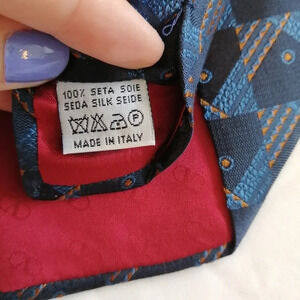 100% SETA SOIE
SEDA SILK SEIDE
P
MADE IN ITALY